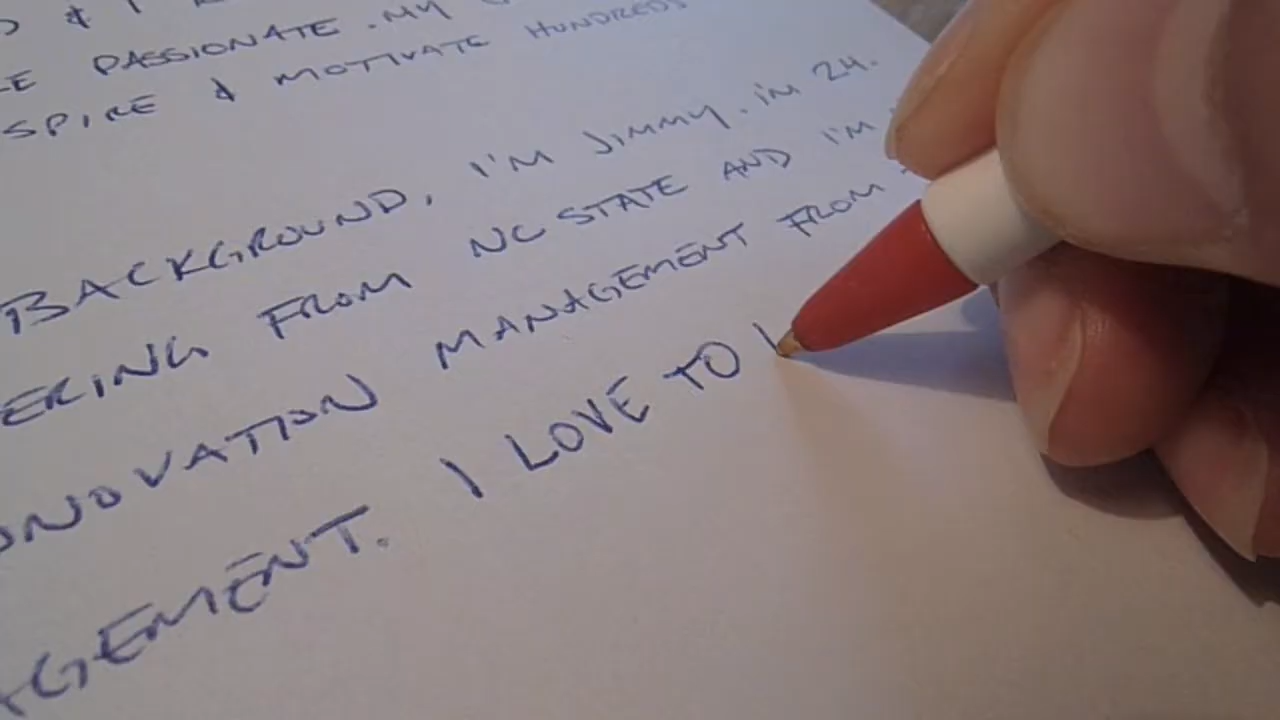 & I
PASSIONATE. MY
SPIRE & MOTIVATE HUNDREDS
BACKGROUND, I'M JIMMY. I'M 24.
ERING FROM NC STATE AND I'M
NOVATION MANAGEMENT FROM
GEMENT. I LOVE TO